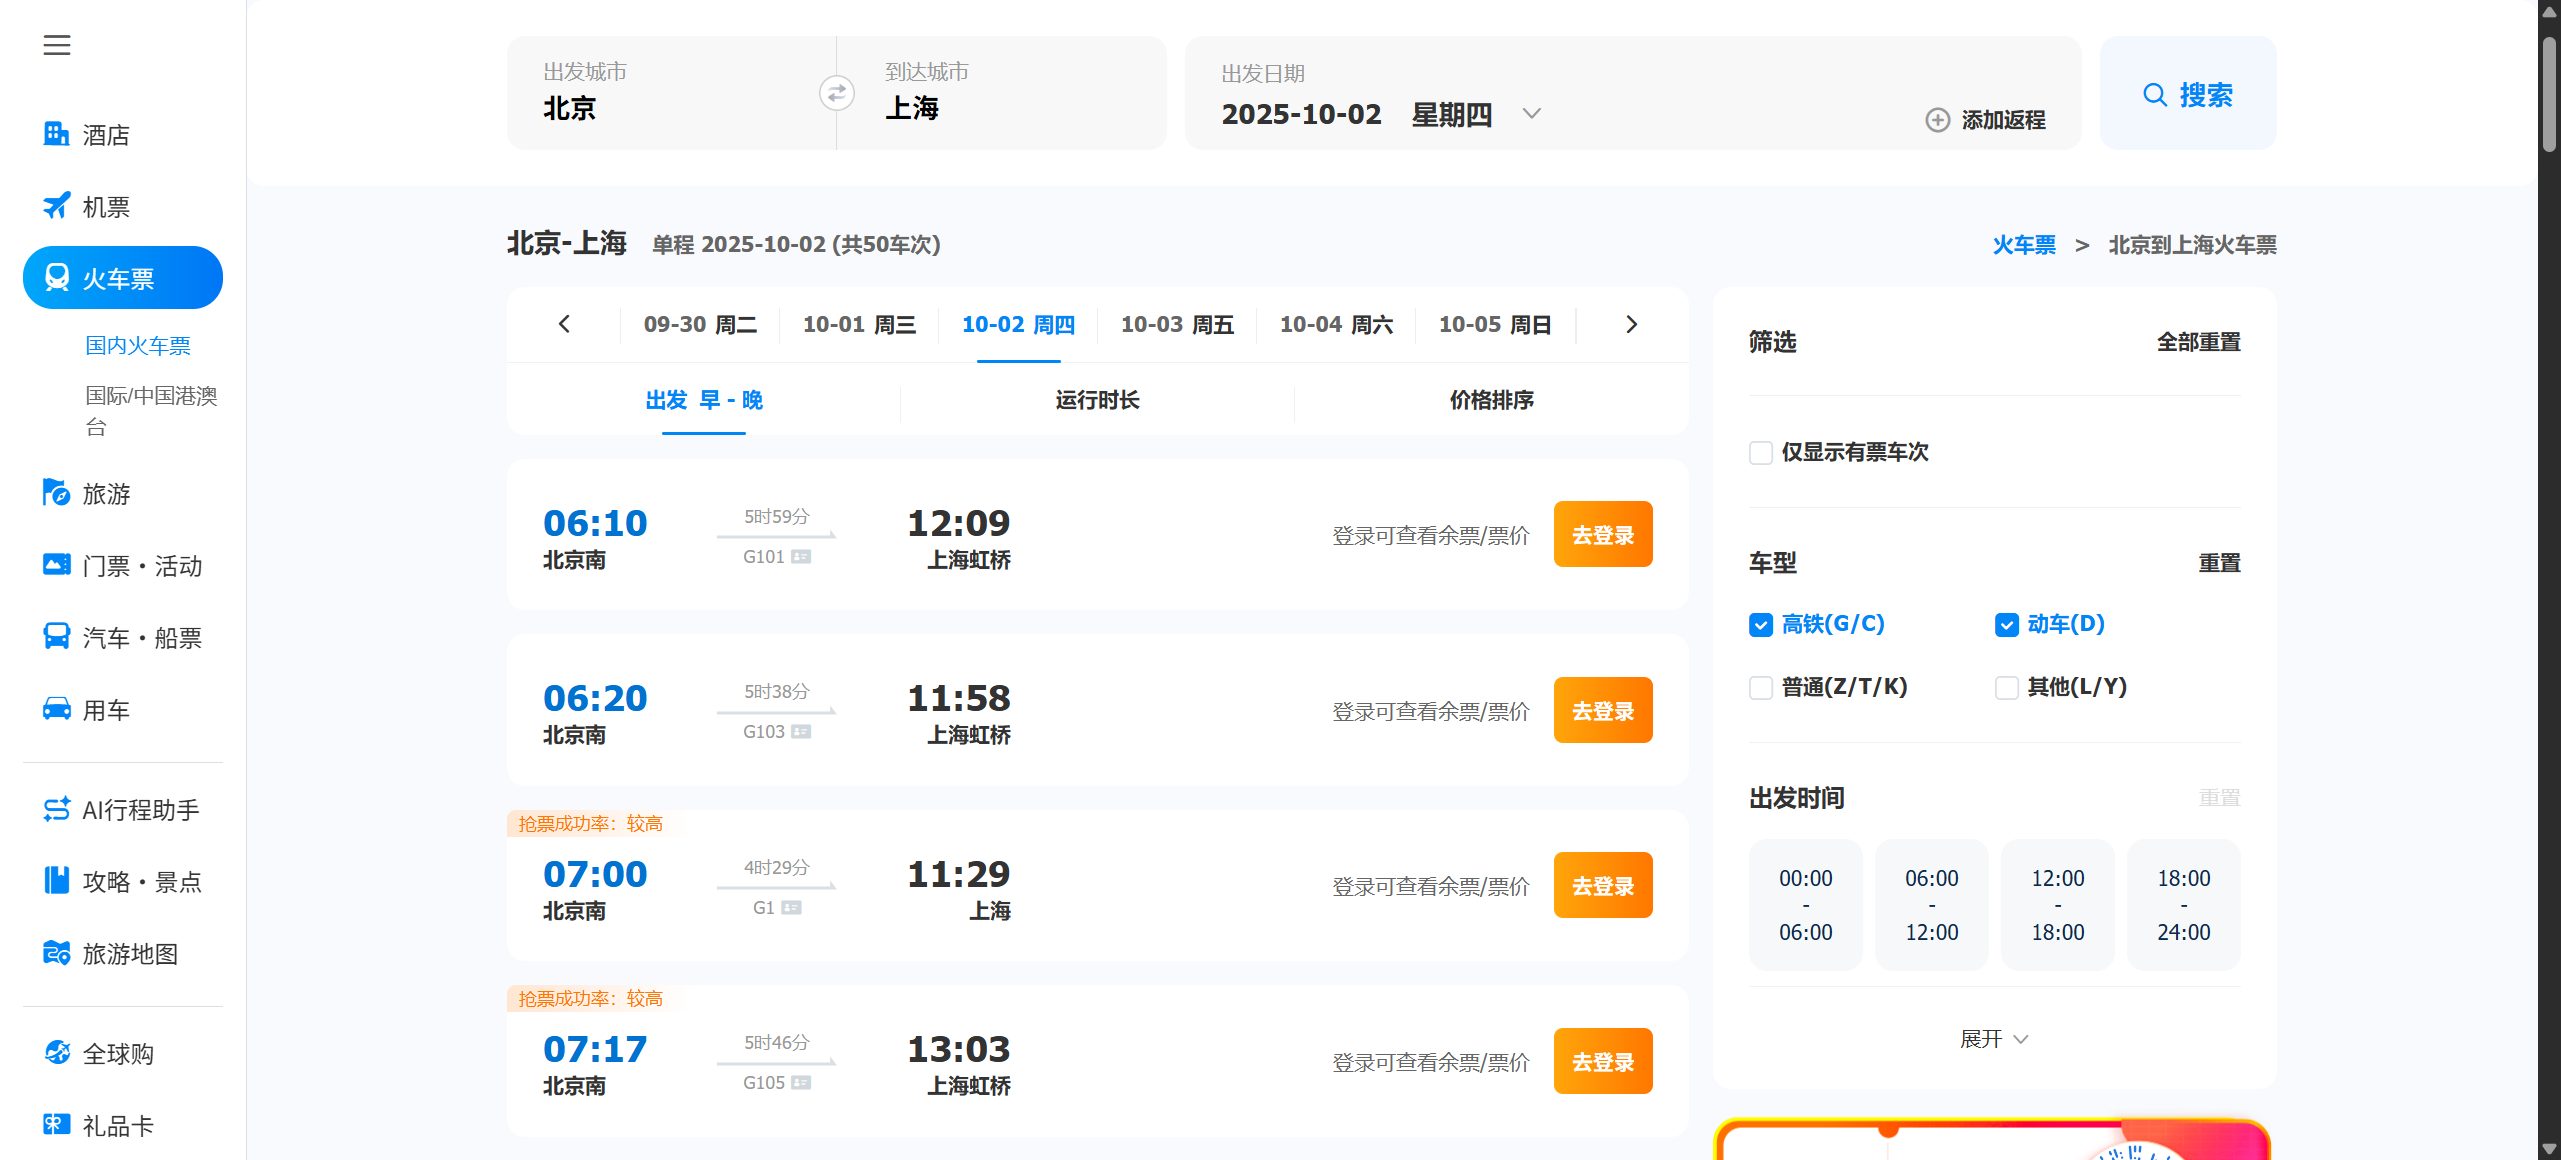 酒店
机票
火车票
国内火车票
国际/中国港澳
台
旅游
门票·活动
汽车·船票
用车
AI行程助手
攻略·景点
旅游地图
全球购
礼品卡
出发城市
北京
到达城市
上海
出发日期
2025-10-02 星期四
添加返程
搜索
北京-上海 单程 2025-10-02 (共50车次)
火车票 > 北京到上海火车票
09-30 周二 10-01 周三 10-02 周四 10-03 周五 10-04 周六 10-05 周日
出发 早 - 晚 运行时长 价格排序
06:10 5时59分 12:09
北京南 G101 上海虹桥
登录可查看余票/票价 去登录
06:20 5时38分 11:58
北京南 G103 上海虹桥
登录可查看余票/票价 去登录
抢票成功率：较高
07:00 4时29分 11:29
北京南 G1 上海
登录可查看余票/票价 去登录
抢票成功率：较高
07:17 5时46分 13:03
北京南 G105 上海虹桥
登录可查看余票/票价 去登录
筛选 全部重置
仅显示有票车次
车型 重置
高铁(G/C) 动车(D)
普通(Z/T/K) 其他(L/Y)
出发时间 重置
00:00 06:00 12:00 18:00
- - - -
06:00 12:00 18:00 24:00
展开